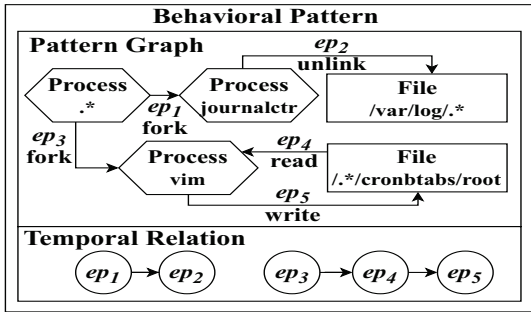 Behavioral Pattern
Pattern Graph
ep2
unlink
Process
.*
ep1
fork
Process
journalctr
File
/var/log/.*
ep3
fork
Process
vim
ep4
read
File
/.*/cronbtabs/root
ep5
write
Temporal Relation
ep1 ep2 ep3 ep4 ep5